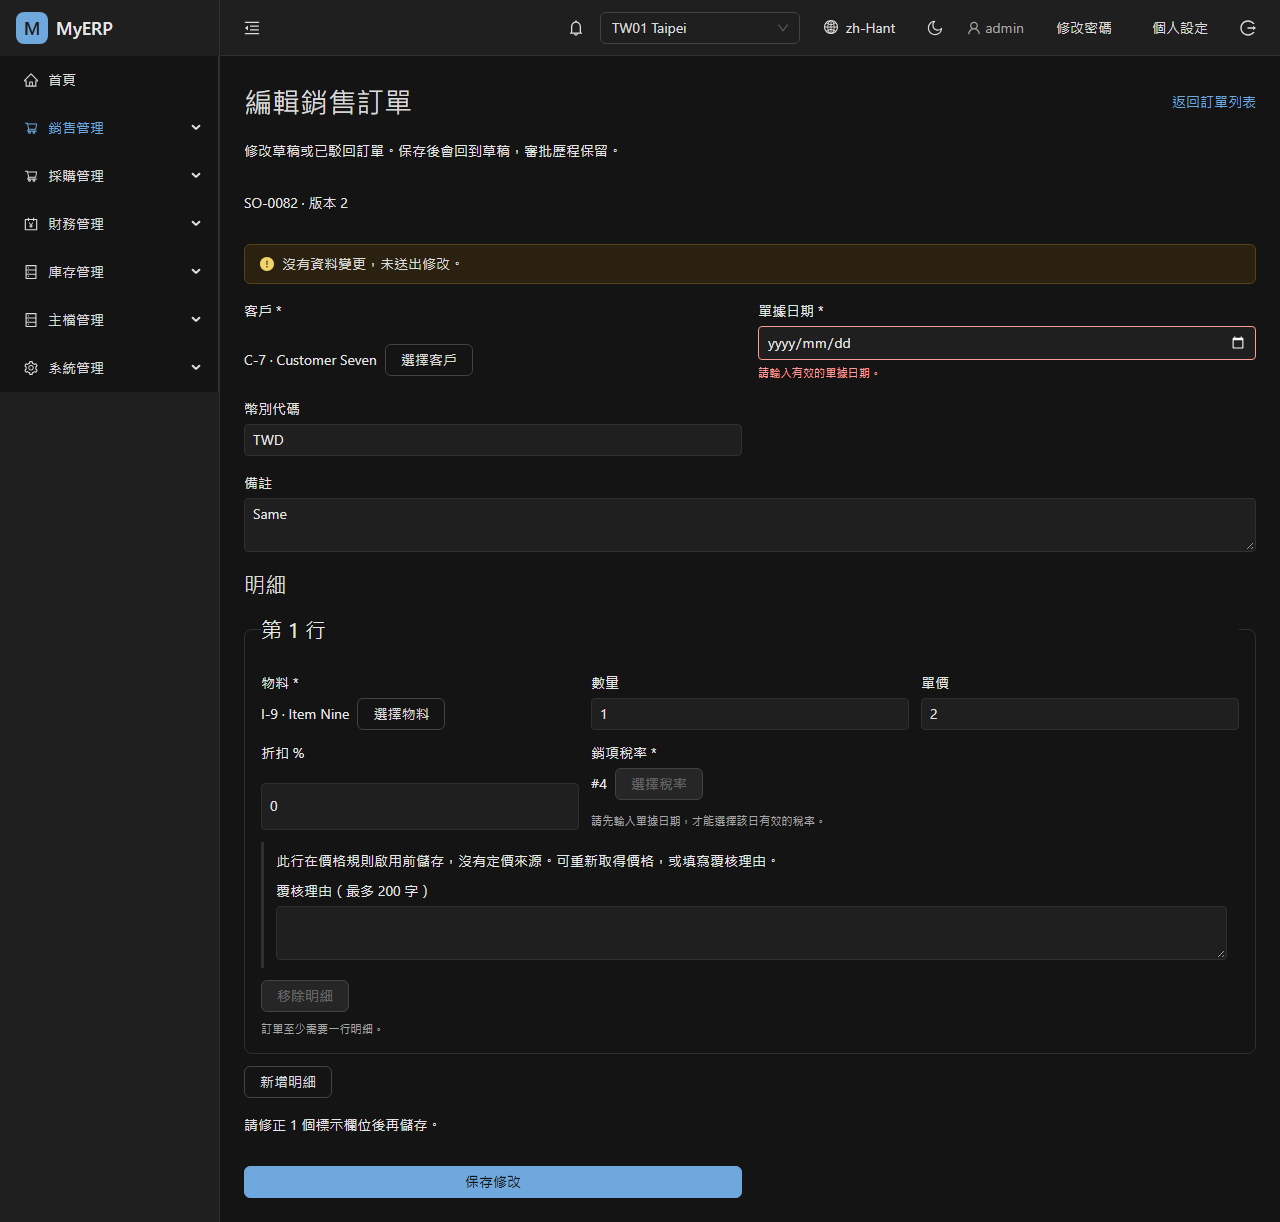 M MyERP
TW01 Taipei
zh-Hant
admin
修改密碼
個人設定
首頁
銷售管理
採購管理
財務管理
庫存管理
主檔管理
系統管理
編輯銷售訂單
返回訂單列表
修改草稿或已駁回訂單。保存後會回到草稿，審批歷程保留。
SO-0082 · 版本 2
沒有資料變更，未送出修改。
客戶 *
單據日期 *
C-7 · Customer Seven 選擇客戶
yyyy/mm/dd
請輸入有效的單據日期。
幣別代碼
TWD
備註
Same
明細
第 1 行
物料 *
數量
單價
I-9 · Item Nine 選擇物料
1
2
折扣 %
銷項稅率 *
#4 選擇稅率
0
請先輸入單據日期，才能選擇該日有效的稅率。
此行在價格規則啟用前儲存，沒有定價來源。可重新取得價格，或填寫覆核理由。
覆核理由（最多 200 字）
移除明細
訂單至少需要一行明細。
新增明細
請修正 1 個標示欄位後再儲存。
保存修改